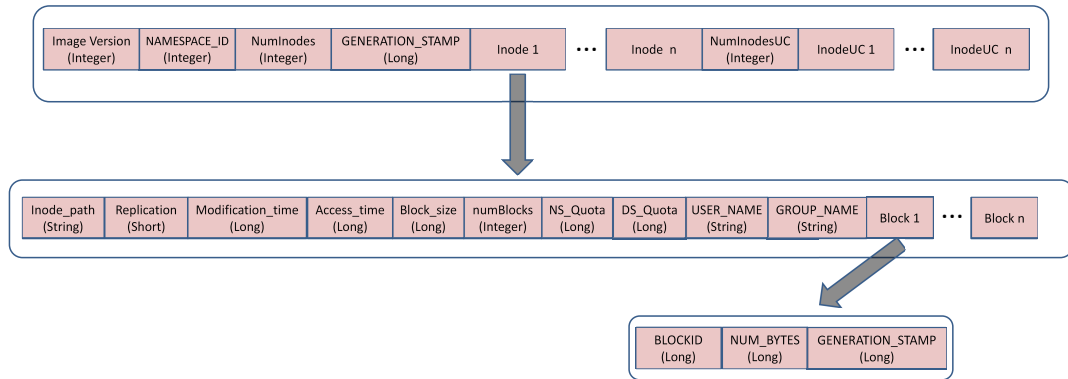 Image Version
(Integer)
NAMESPACE_ID
(Integer)
NumInodes
(Integer)
GENERATION_STAMP
(Long)
Inode 1
...
Inode n
NumInodesUC
(Integer)
InodeUC 1
...
InodeUC n
Inode_path
(String)
Replication
(Short)
Modification_time
(Long)
Access_time
(Long)
Block_size
(Long)
numBlocks
(Integer)
NS_Quota
(Long)
DS_Quota
(Long)
USER_NAME
(String)
GROUP_NAME
(String)
Block 1
...
Block n
BLOCKID
(Long)
NUM_BYTES
(Long)
GENERATION_STAMP
(Long)